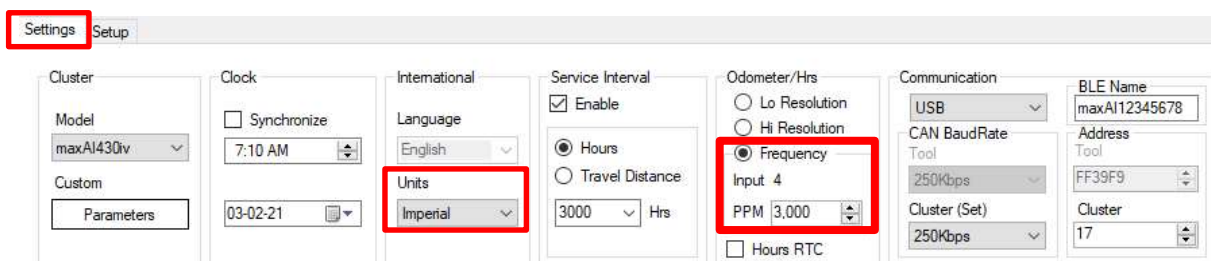 Settings
Setup
Cluster
Model
maxAI430iv
Custom
Parameters
Clock
Synchronize
7:10 AM
03-02-21
International
Language
English
Units
Imperial
Service Interval
Enable
Hours
Travel Distance
3000
Hrs
Odometer/Hrs
Lo Resolution
Hi Resolution
Frequency
Input 4
PPM 3,000
Hours RTC
Communication
USB
CAN BaudRate
Tool
250Kbps
Cluster (Set)
250Kbps
BLE Name
maxAI12345678
Address
Tool
FF39F9
Cluster
17